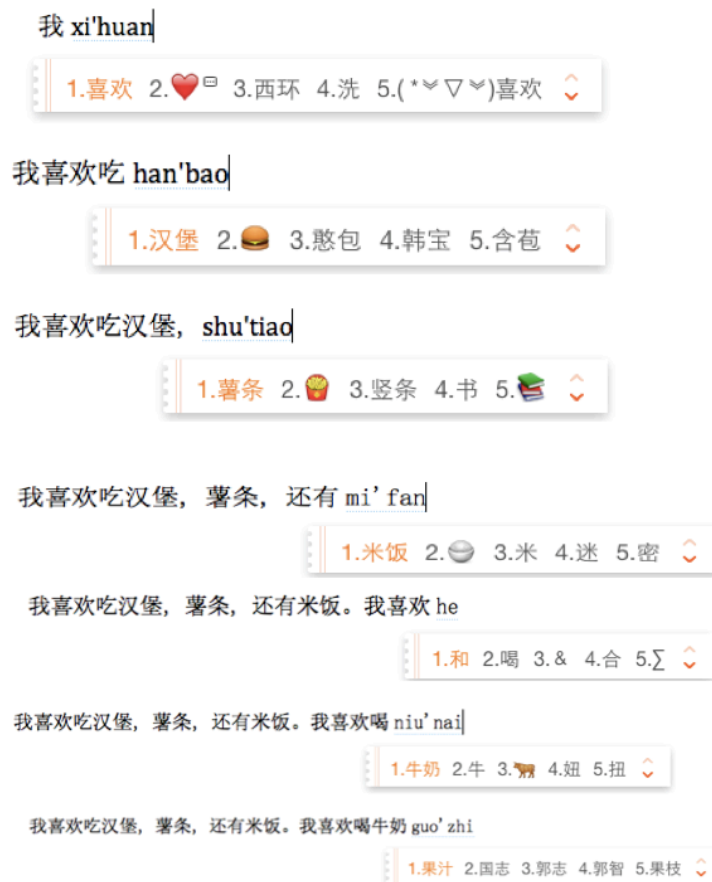 我 xi'huan
1.喜欢 2.❤️💬 3.西环 4.洗 5.(*︾▽︾)喜欢
我喜欢吃 han'bao
1.汉堡 2.🍔 3.憨包 4.韩宝 5.含苞
我喜欢吃汉堡，shu'tiao
1.薯条 2.🍟 3.竖条 4.书 5.📚
我喜欢吃汉堡，薯条，还有 mi'fan
1.米饭 2.🍚 3.米 4.迷 5.密
我喜欢吃汉堡，薯条，还有米饭。我喜欢 he
1.和 2.喝 3.& 4.合 5.∑
我喜欢吃汉堡，薯条，还有米饭。我喜欢喝 niu'nai
1.牛奶 2.牛 3.🐂 4.妞 5.扭
我喜欢吃汉堡，薯条，还有米饭。我喜欢喝牛奶 guo'zhi
1.果汁 2.国志 3.郭志 4.郭智 5.果枝